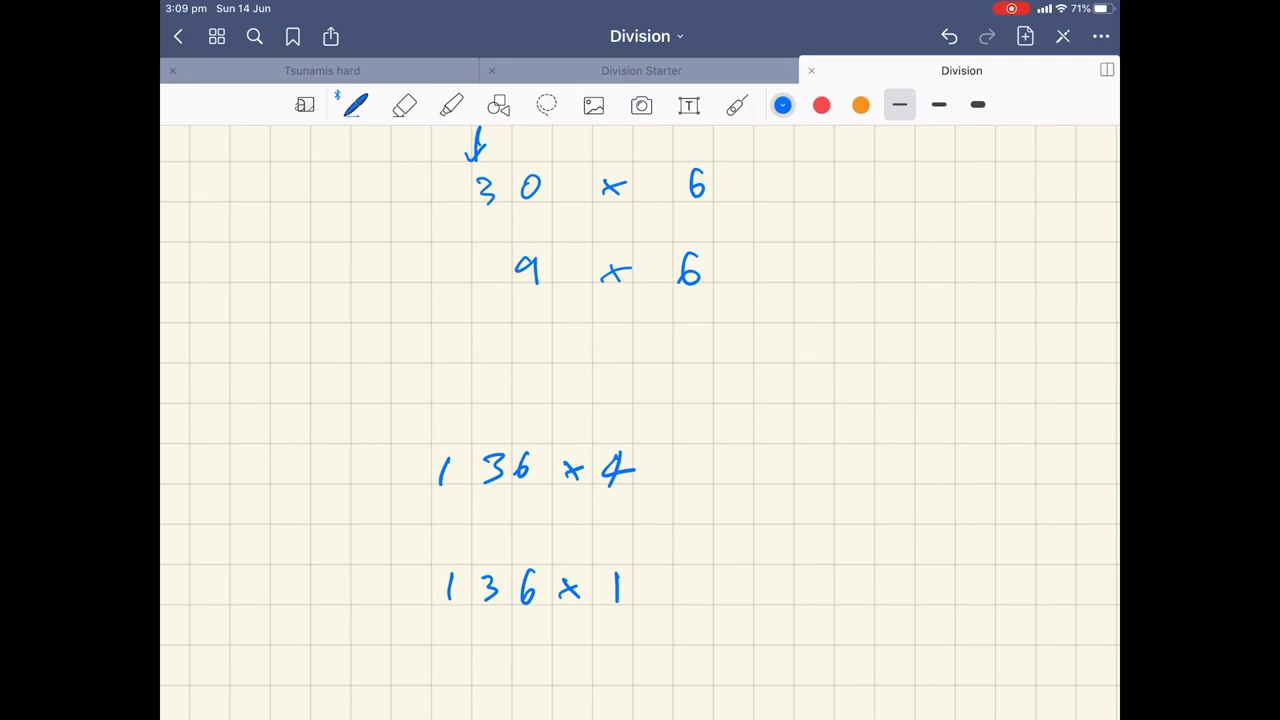 3:09 pm Sun 14 Jun 71%
Division
Tsunamis hard Division Starter Division
T
30 x 6
9 x 6
136 x 4
136 x 1